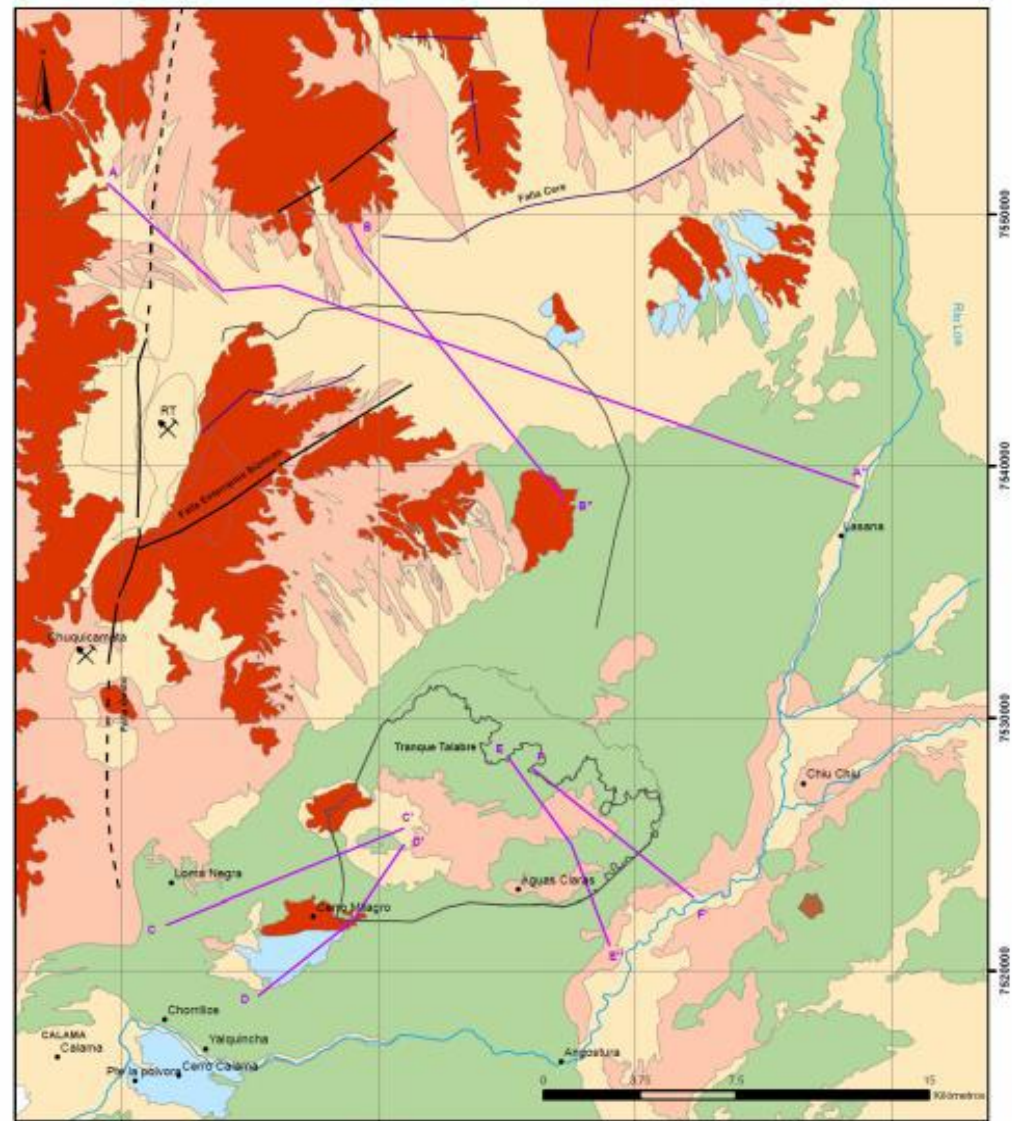 A
B
Falla Cere
7550000
Río Loa
RT
Falla Estanques Blancos
7540000
A''
B''
Lasana
Chuquicamata
7530000
Tranque Talabre
E
F
Chiu Chiu
C'
D'
Loma Negra
Aguas Claras
Cerro Milagro
C
F'
E''
7520000
D
Chorrillos
CALAMA
Calama
Yalquincha
Angostura
Pte la polvora
Cerro Calama
0 3.75 7.5 15
Kilómetros